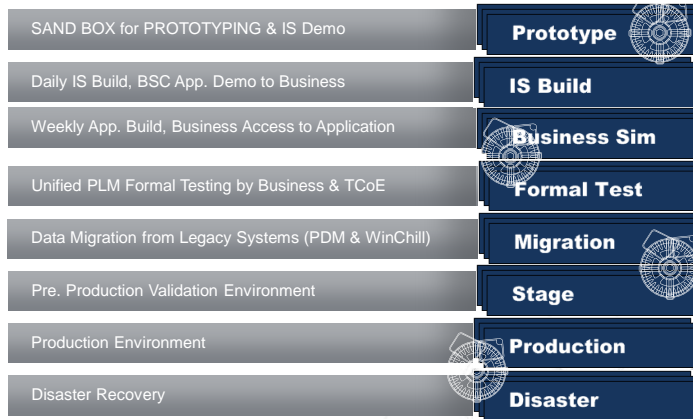 SAND BOX for PROTOTYPING & IS Demo
Prototype
Daily IS Build, BSC App. Demo to Business
IS Build
Weekly App. Build, Business Access to Application
Business Sim
Unified PLM Formal Testing by Business & TCoE
Formal Test
Data Migration from Legacy Systems (PDM & WinChill)
Migration
Pre. Production Validation Environment
Stage
Production Environment
Production
Disaster Recovery
Disaster